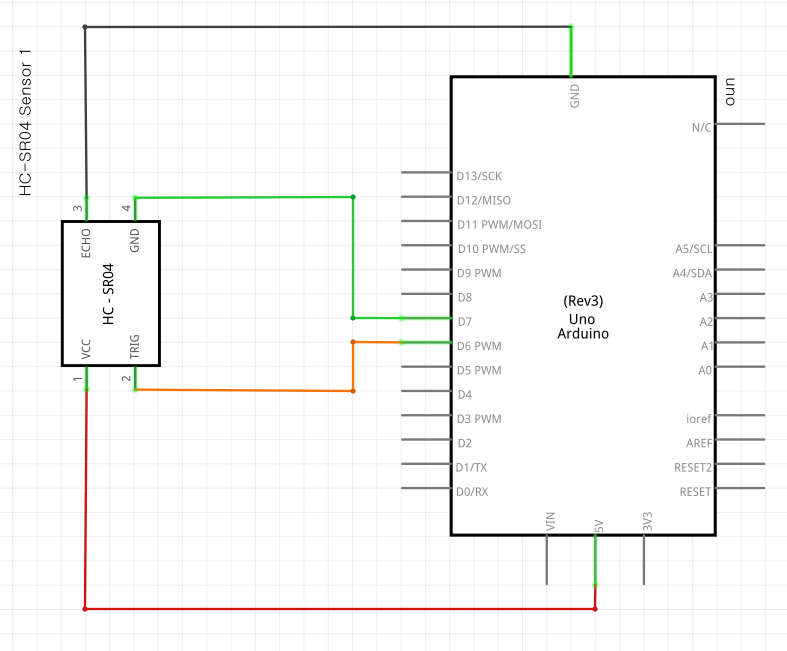 HC-SR04 Sensor 1
3
4
ECHO
GND
HC - SR04
VCC
TRIG
1
2
uno
GND
N/C
D13/SCK
D12/MISO
D11 PWM/MOSI
D10 PWM/SS
D9 PWM
D8
D7
D6 PWM
D5 PWM
D4
D3 PWM
D2
D1/TX
D0/RX
(Rev3)
Uno
Arduino
A5/SCL
A4/SDA
A3
A2
A1
A0
ioref
AREF
RESET2
RESET
VIN
5V
3V3